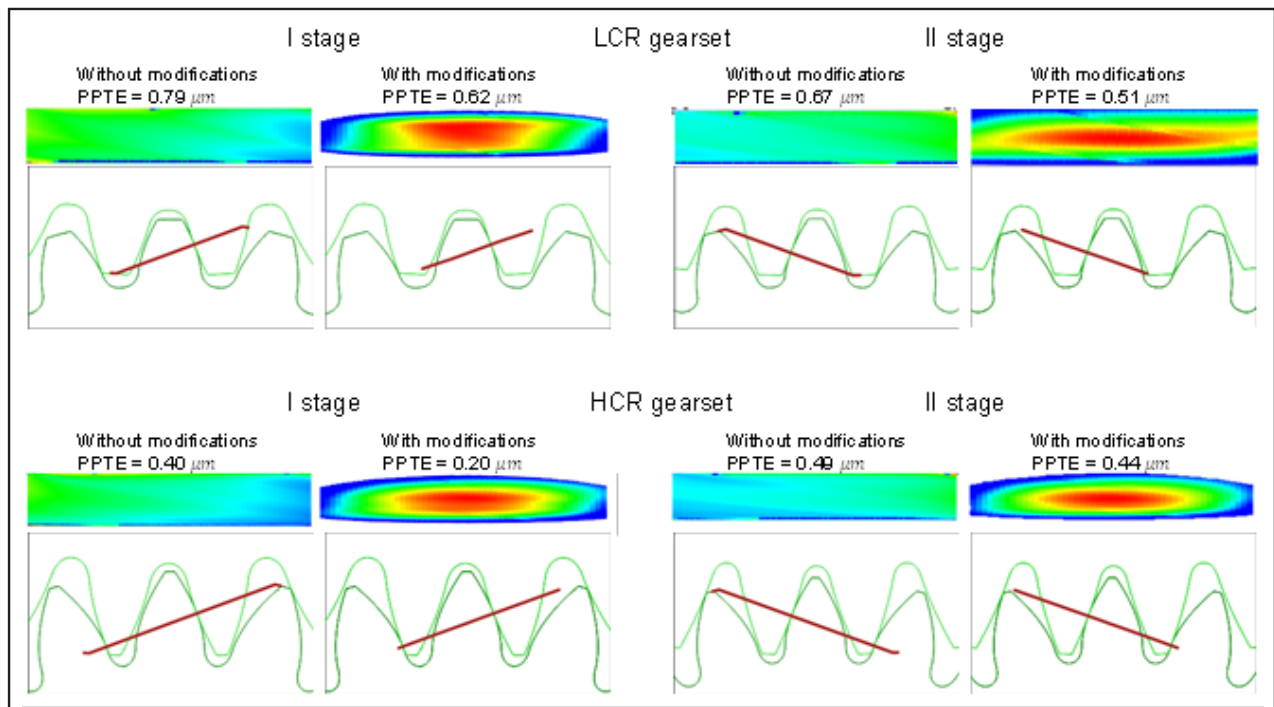 I stage LCR gearset II stage
Without modifications With modifications Without modifications With modifications
PPTE = 0.79 μm PPTE = 0.62 μm PPTE = 0.67 μm PPTE = 0.51 μm
I stage HCR gearset II stage
Without modifications With modifications Without modifications With modifications
PPTE = 0.40 μm PPTE = 0.20 μm PPTE = 0.49 μm PPTE = 0.44 μm